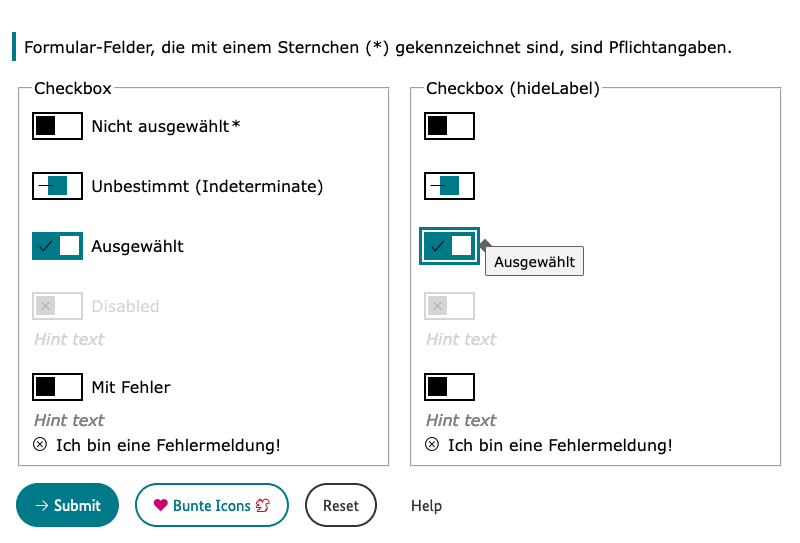 Formular-Felder, die mit einem Sternchen (*) gekennzeichnet sind, sind Pflichtangaben.
Checkbox
Nicht ausgewählt*
Unbestimmt (Indeterminate)
Ausgewählt
Disabled
Hint text
Mit Fehler
Hint text
Ich bin eine Fehlermeldung!
Checkbox (hideLabel)
Ausgewählt
Hint text
Hint text
Ich bin eine Fehlermeldung!
Submit
Bunte Icons
Reset
Help